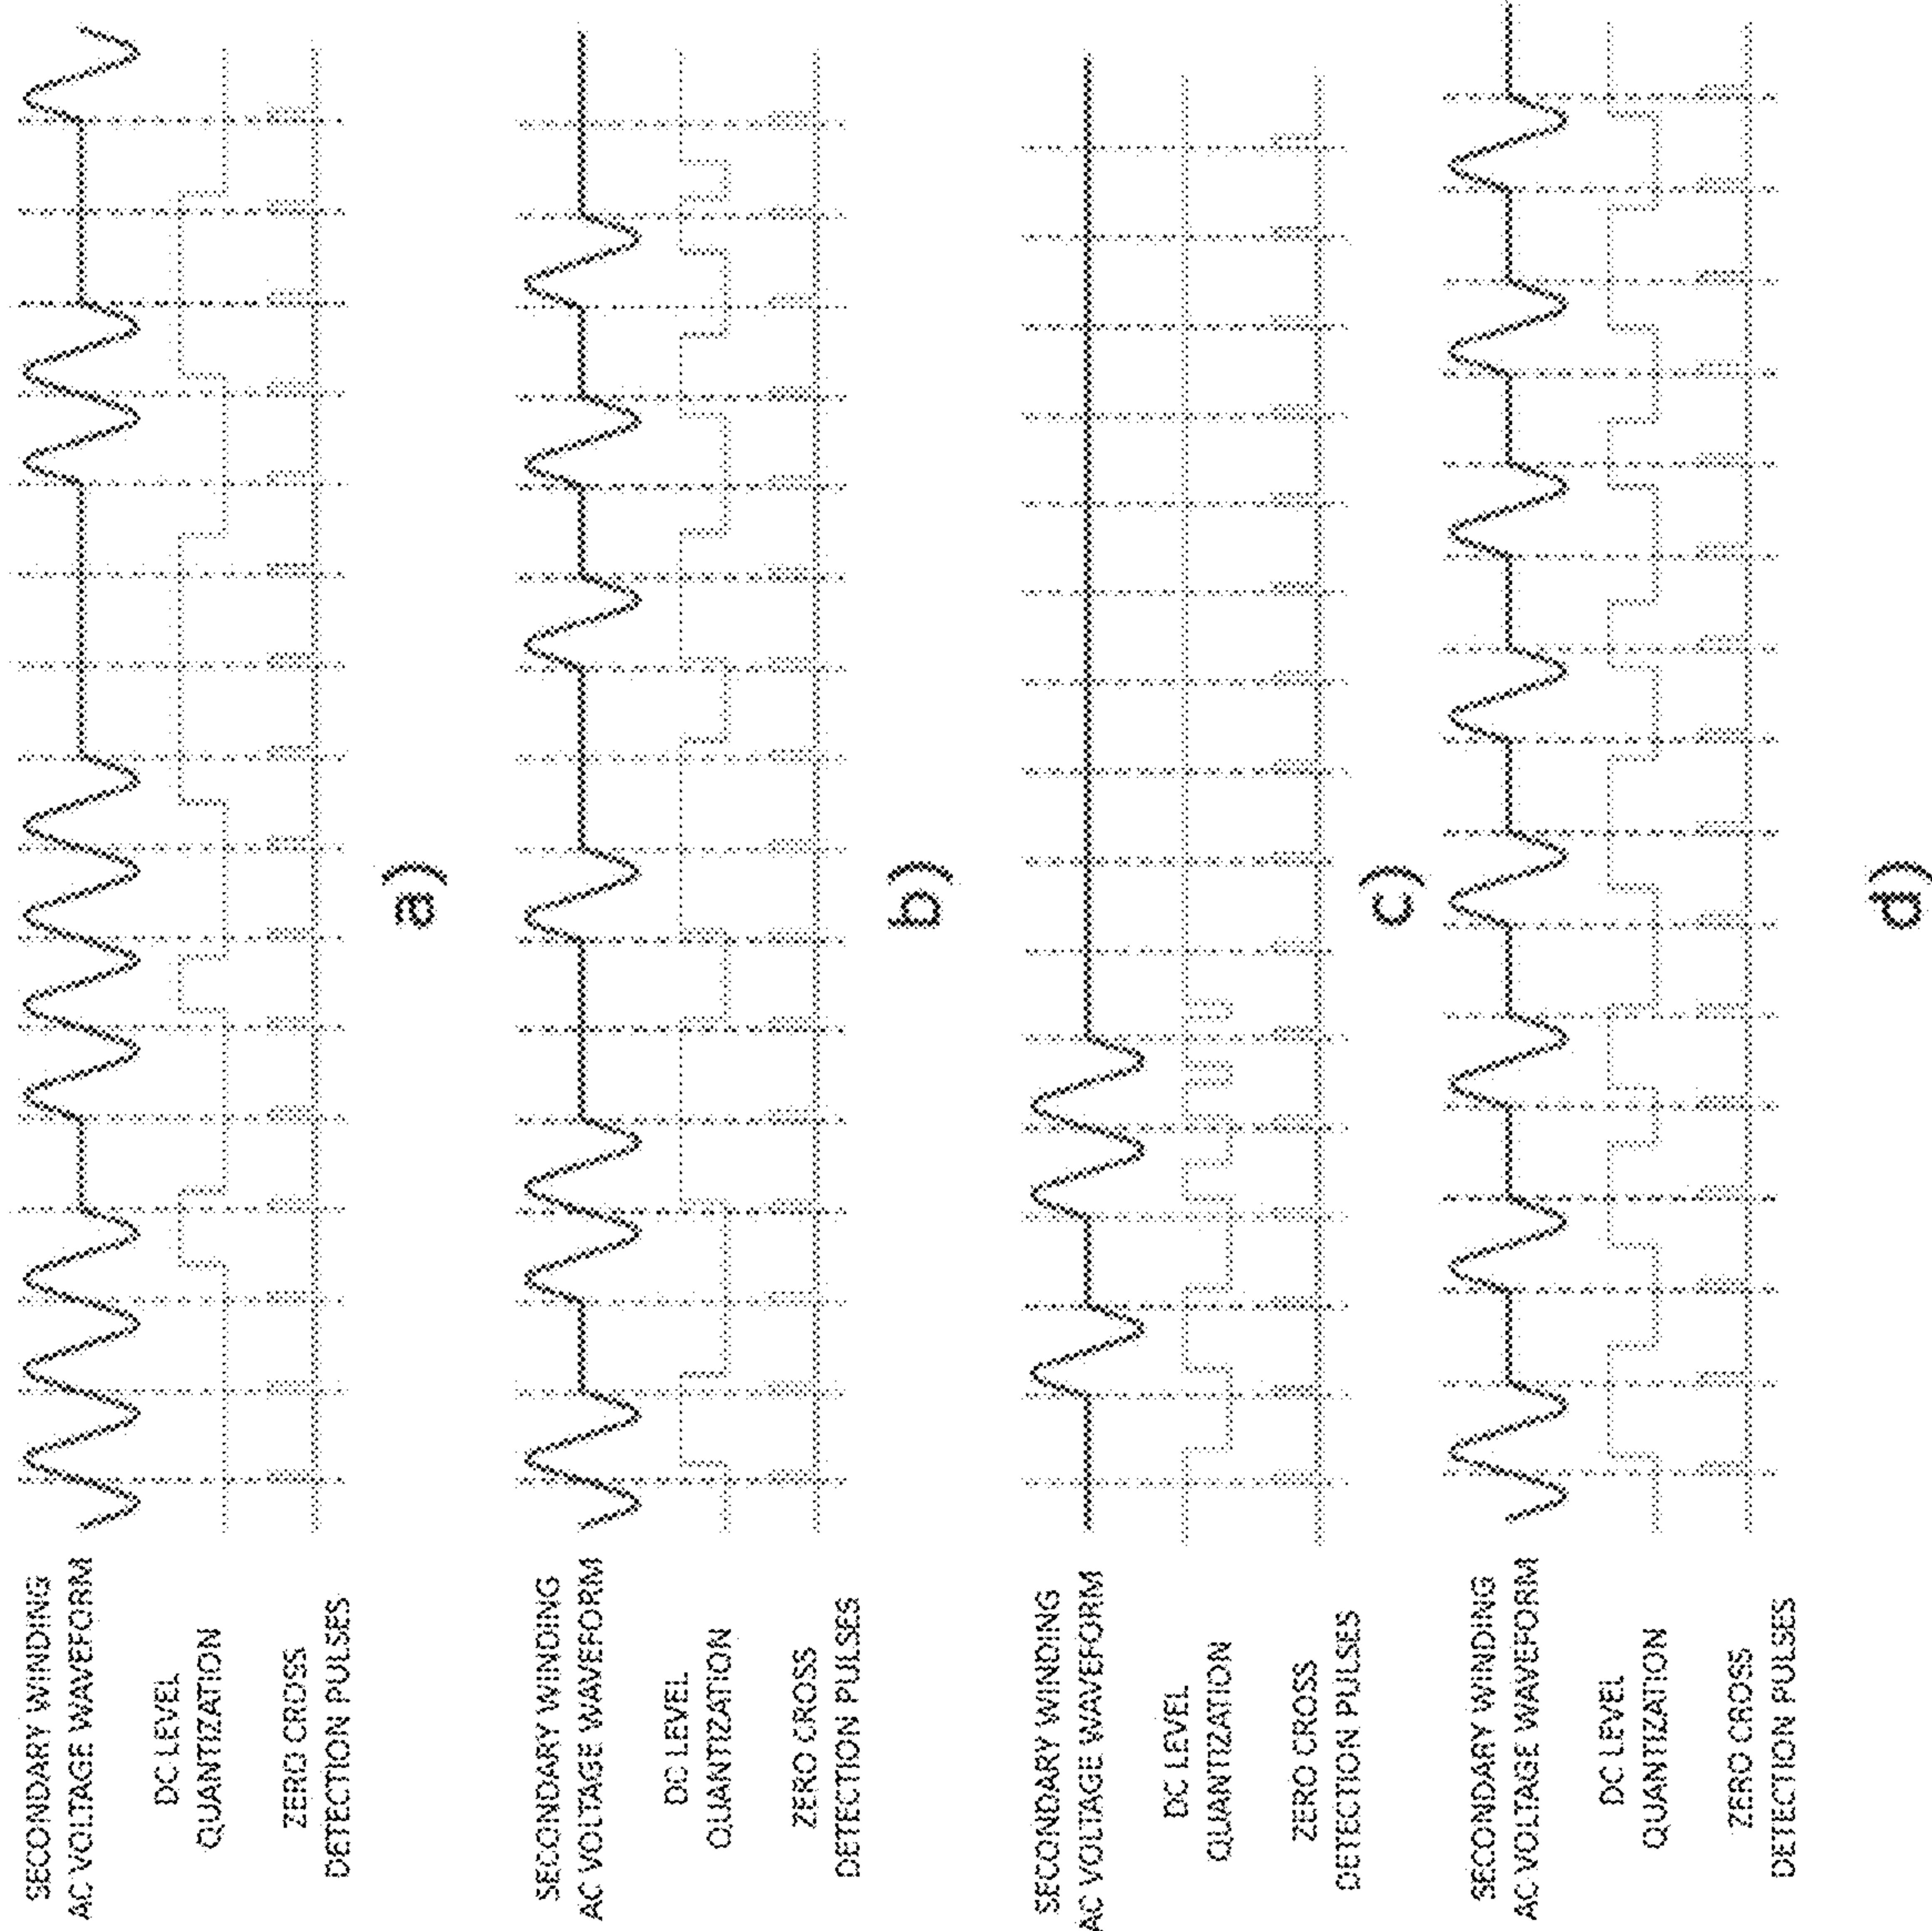 SECONDARY WINDING
AC VOLTAGE WAVEFORM
DC LEVEL
QUANTIZATION
ZERO CROSS
DETECTION PULSES
a)
SECONDARY WINDING
AC VOLTAGE WAVEFORM
DC LEVEL
QUANTIZATION
ZERO CROSS
DETECTION PULSES
b)
SECONDARY WINDING
AC VOLTAGE WAVEFORM
DC LEVEL
QUANTIZATION
ZERO CROSS
DETECTION PULSES
c)
SECONDARY WINDING
AC VOLTAGE WAVEFORM
DC LEVEL
QUANTIZATION
ZERO CROSS
DETECTION PULSES
d)